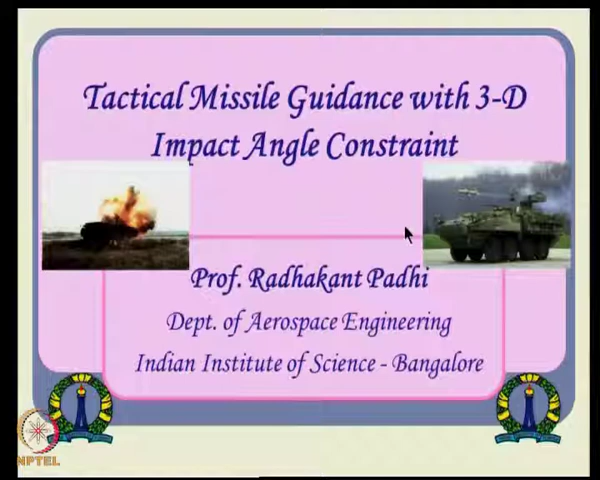 Tactical Missile Guidance with 3-D
Impact Angle Constraint
Prof. Radhakant Padhi
Dept. of Aerospace Engineering
Indian Institute of Science - Bangalore
NPTEL